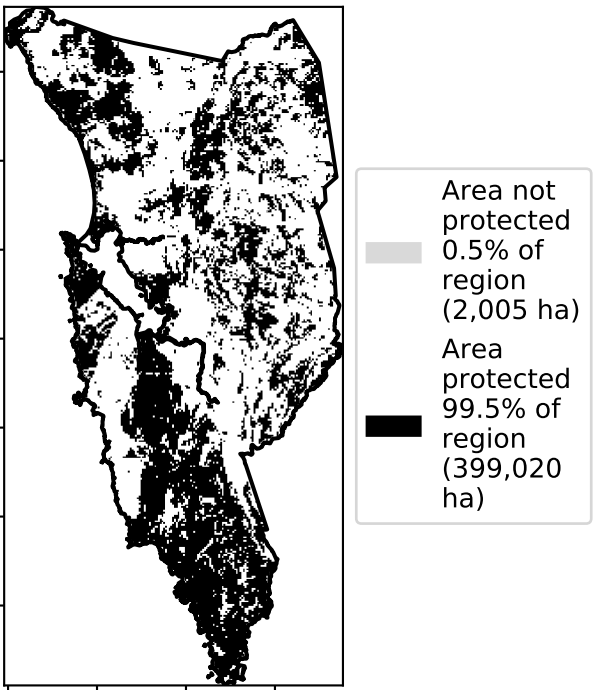 Area not
protected
0.5% of
region
(2,005 ha)
Area
protected
99.5% of
region
(399,020
ha)